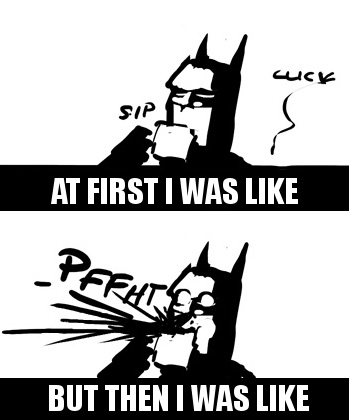 SIP
CLICK
AT FIRST I WAS LIKE
-PFFHT
BUT THEN I WAS LIKE